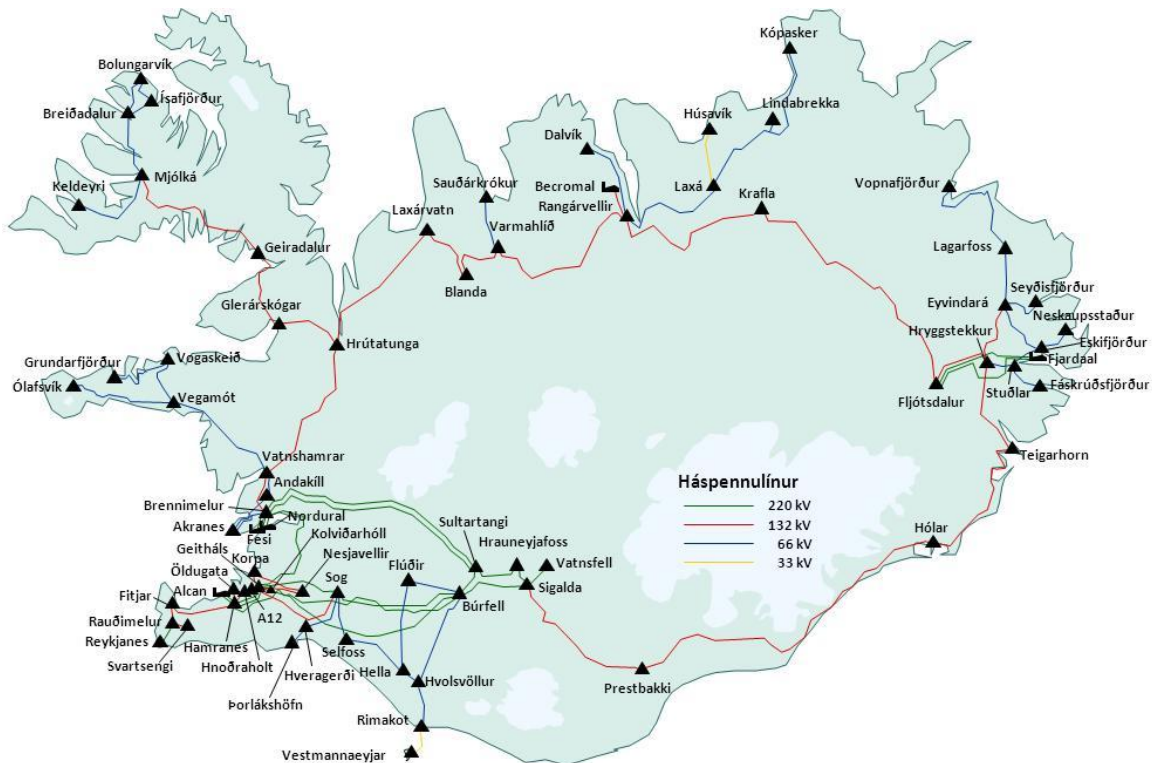 Kópasker
Bolungarvík
Ísafjörður
Breiðadalur
Lindabrekka
Húsavík
Dalvík
Mjólká
Keldeyri
Sauðárkrókur
Becromal
Laxá
Krafla
Vopnafjörður
Rangárvellir
Laxárvatn
Varmahlíð
Geiradalur
Lagarfoss
Blanda
Seyðisfjörður
Glerárskógar
Eyvindará
Neskaupsstaður
Hryggstekkur
Hrútatunga
Eskifjörður
Vogaskeið
Grundarfjörður
Fjardaal
Ólafsvík
Fáskrúðsfjörður
Stuðlar
Fljótsdalur
Vegamót
Teigarhorn
Vatnshamrar
Andakíll
Háspennulínur
220 kV
132 kV
66 kV
33 kV
Brennimelur
Nordural
Akranes
Fesi
Kolviðarhóll
Hólar
Sultartangi
Hrauneyjafoss
Geitháls
Nesjavellir
Korpa
Flúðir
Vatnsfell
Öldugata
Sog
Alcan
Sigalda
Fitjar
Búrfell
A12
Rauðimelur
Reykjanes
Hamranes
Svartsengi
Selfoss
Hnoðraholt
Hella
Hveragerði
Hvolsvöllur
Prestbakki
Þorlákshöfn
Rimakot
Vestmannaeyjar